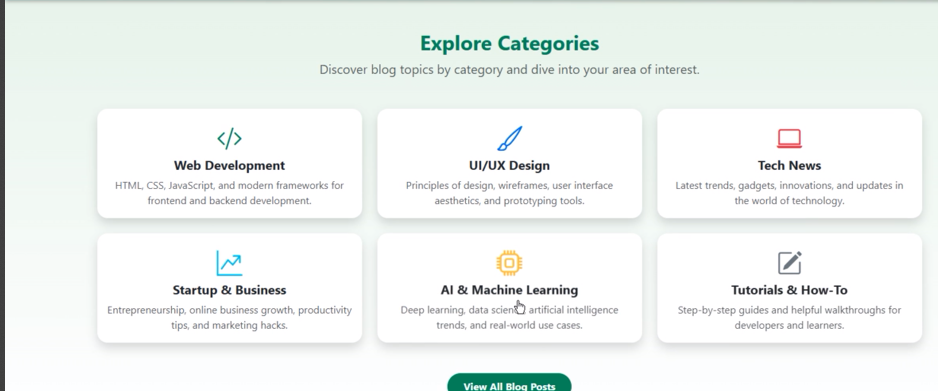 Explore Categories
Discover blog topics by category and dive into your area of interest.
Web Development
HTML, CSS, JavaScript, and modern frameworks for
frontend and backend development.
UI/UX Design
Principles of design, wireframes, user interface
aesthetics, and prototyping tools.
Tech News
Latest trends, gadgets, innovations, and updates in
the world of technology.
Startup & Business
Entrepreneurship, online business growth, productivity
tips, and marketing hacks.
AI & Machine Learning
Deep learning, data science, artificial intelligence
trends, and real-world use cases.
Tutorials & How-To
Step-by-step guides and helpful walkthroughs for
developers and learners.
View All Blog Posts